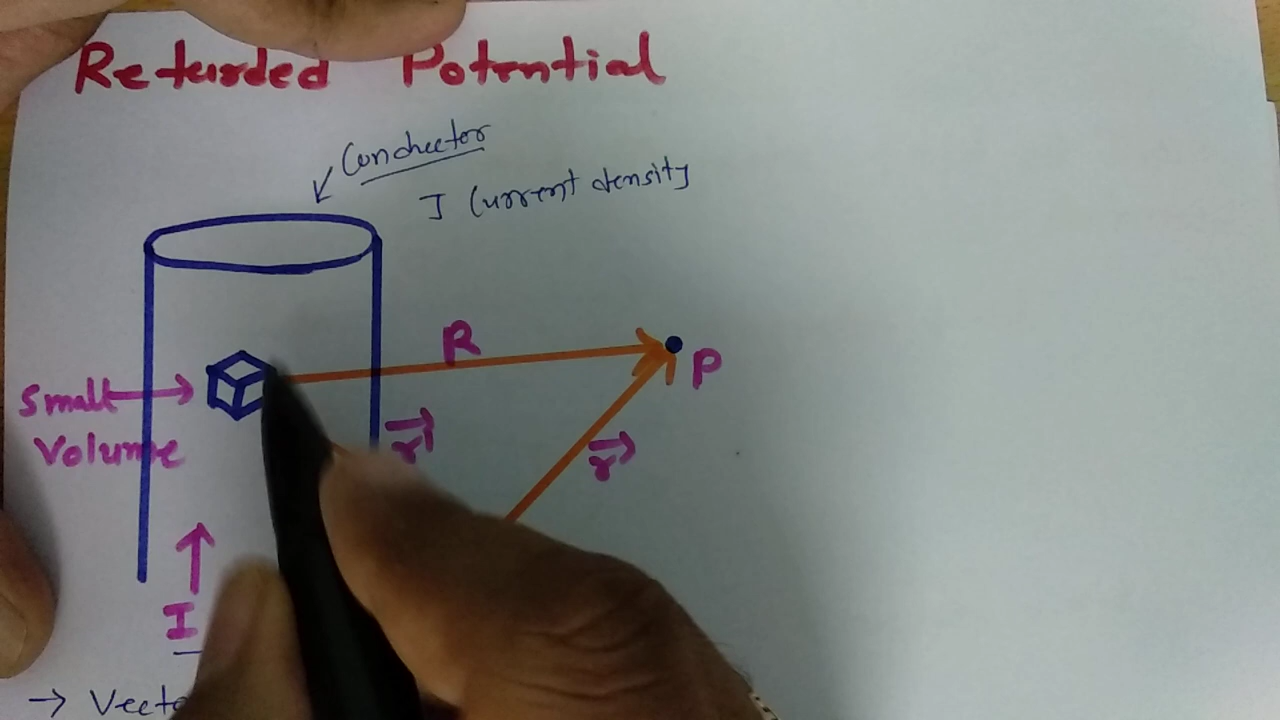 Retarded Potential
Conductor
J Current density
R
P
Small
Volume
r'
r
I
→ Vecto